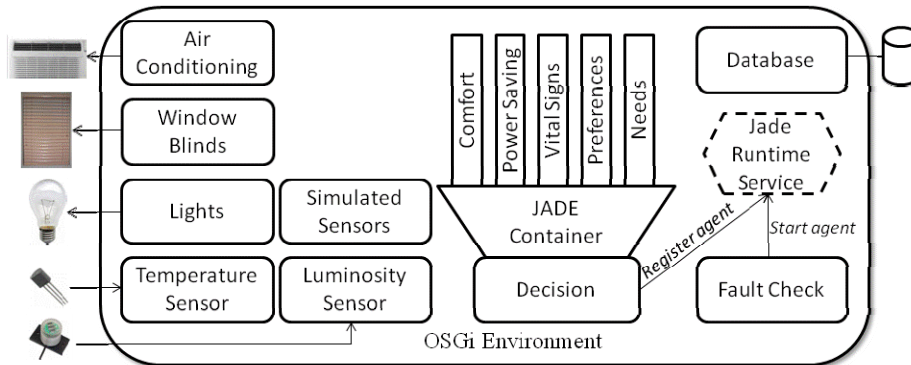 Air
Conditioning
Window
Blinds
Lights
Simulated
Sensors
Temperature
Sensor
Luminosity
Sensor
Comfort
Power Saving
Vital Signs
Preferences
Needs
JADE
Container
Decision
Register agent
Database
Jade
Runtime
Service
Start agent
Fault Check
OSGi Environment